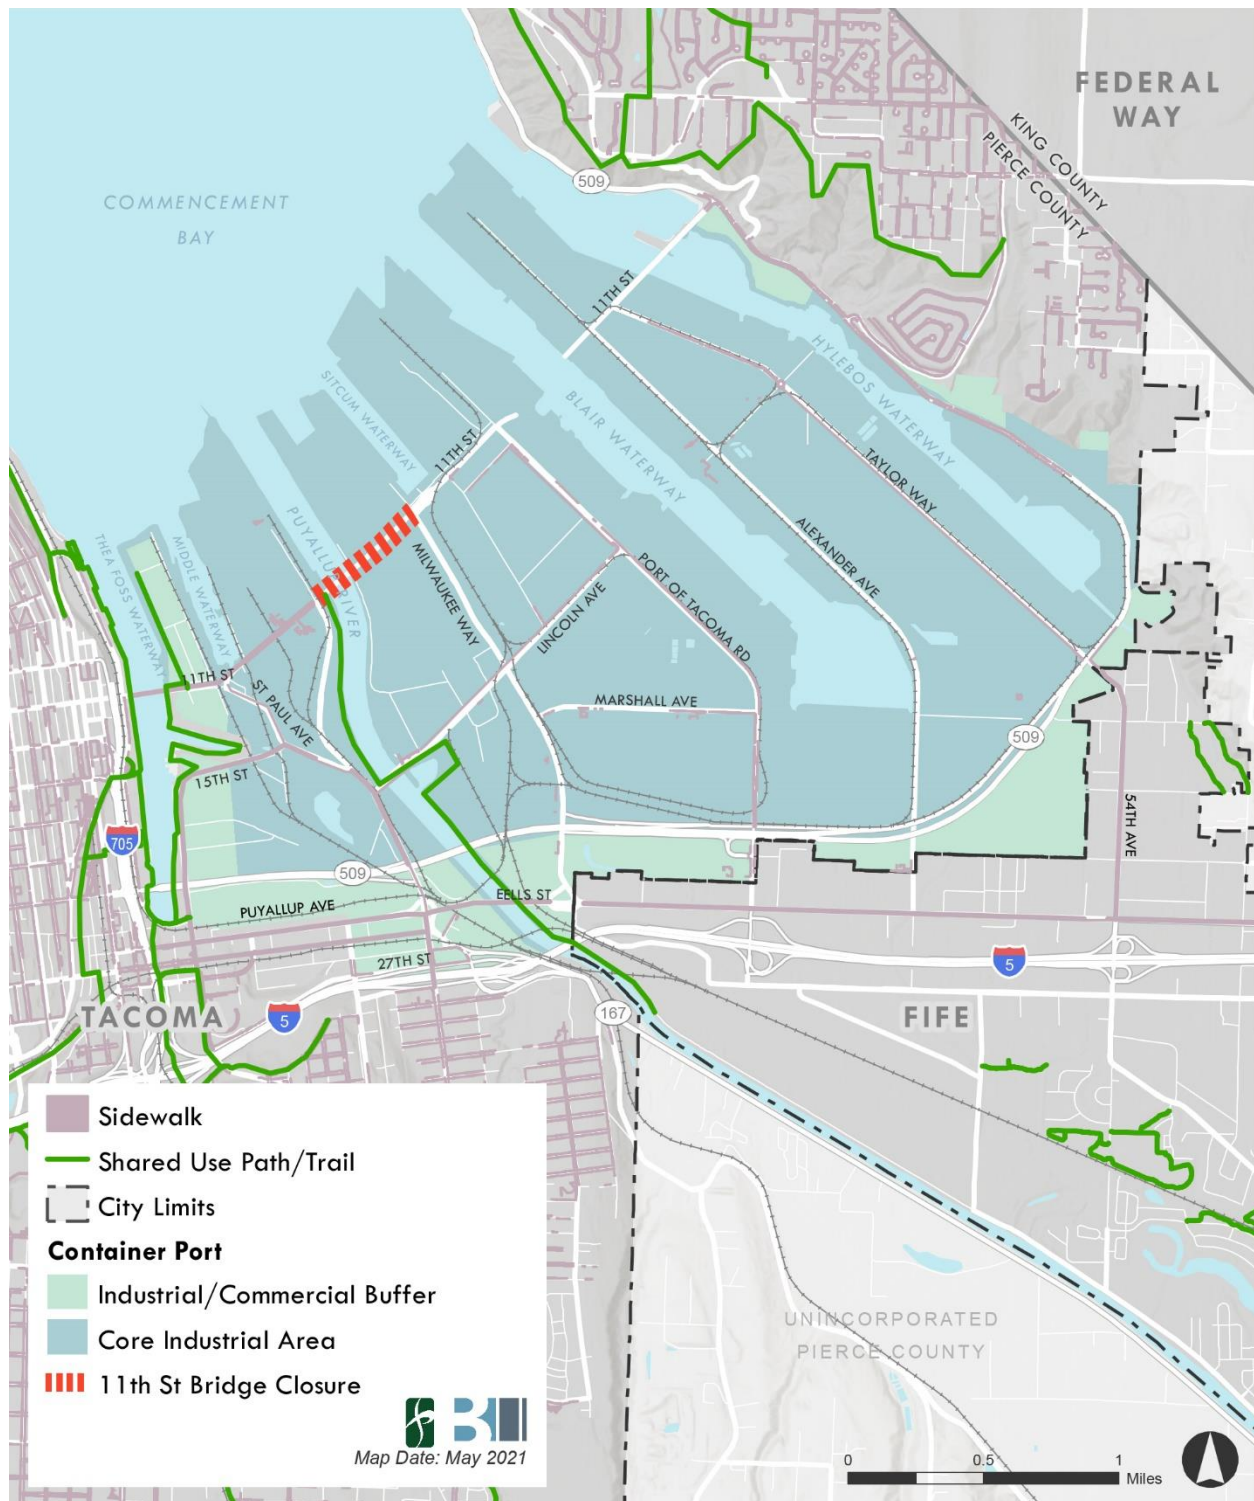 FEDERAL
WAY
KING COUNTY
PIERCE COUNTY
509
COMMENCEMENT
BAY
11TH ST
HYLEBOS WATERWAY
SITCUM WATERWAY
BLAIR WATERWAY
11TH ST
TAYLOR WAY
PUYALLUP RIVER
ALEXANDER AVE
THEA FOSS WATERWAY
MIDDLE WATERWAY
MILWAUKEE WAY
PORT OF TACOMA RD
LINCOLN AVE
11TH ST
ST PAUL AVE
MARSHALL AVE
509
15TH ST
54TH AVE
705
509
EELLS ST
PUYALLUP AVE
27TH ST
5
TACOMA
5
167
FIFE
Sidewalk
Shared Use Path/Trail
City Limits
Container Port
Industrial/Commercial Buffer
Core Industrial Area
11th St Bridge Closure
UNINCORPORATED
PIERCE COUNTY
Map Date: May 2021
0 0.5 1
Miles